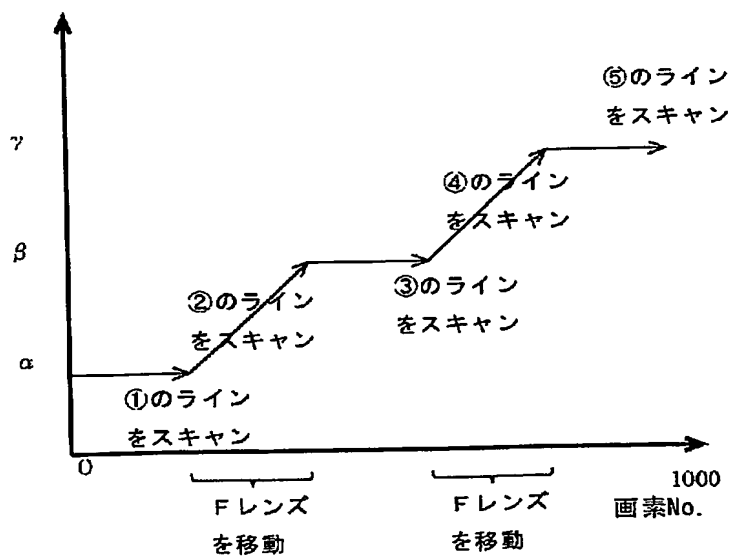 ⑤のライン
をスキャン
γ
④のライン
をスキャン
β
③のライン
をスキャン
②のライン
をスキャン
α
①のライン
をスキャン
0
1000
画素No.
Fレンズ
を移動
Fレンズ
を移動